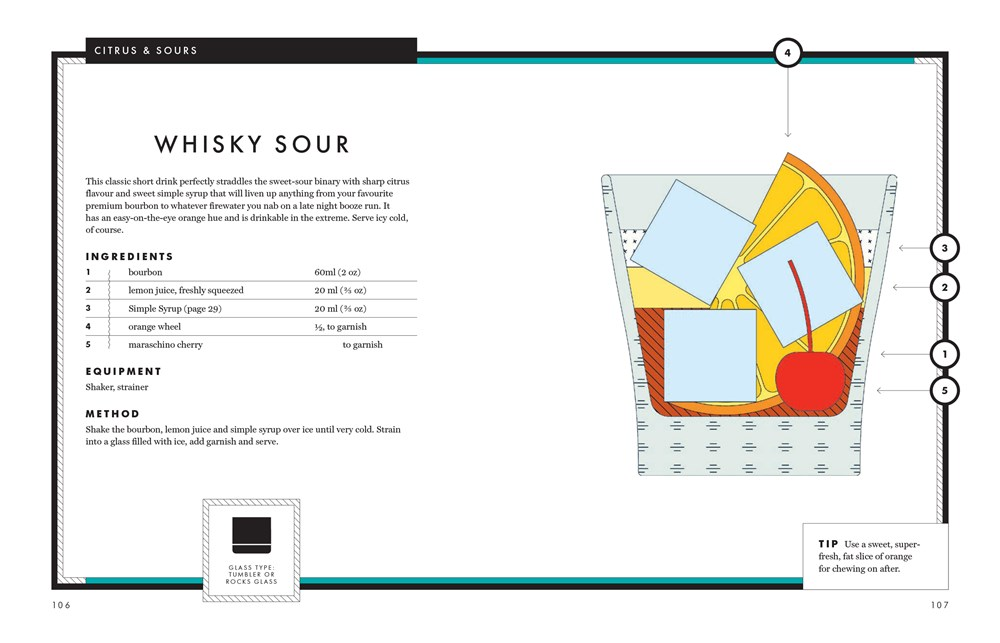 CITRUS & SOURS
WHISKY SOUR
This classic short drink perfectly straddles the sweet-sour binary with sharp citrus
flavour and sweet simple syrup that will liven up anything from your favourite
premium bourbon to whatever firewater you nab on a late night booze run. It
has an easy-on-the-eye orange hue and is drinkable in the extreme. Serve icy cold,
of course.
INGREDIENTS
1 bourbon 60ml (2 oz)
2 lemon juice, freshly squeezed 20 ml (⅔ oz)
3 Simple Syrup (page 29) 20 ml (⅔ oz)
4 orange wheel ½, to garnish
5 maraschino cherry to garnish
EQUIPMENT
Shaker, strainer
METHOD
Shake the bourbon, lemon juice and simple syrup over ice until very cold. Strain
into a glass filled with ice, add garnish and serve.
GLASS TYPE:
TUMBLER OR
ROCKS GLASS
106
4
3
2
1
5
TIP Use a sweet, super-
fresh, fat slice of orange
for chewing on after.
107